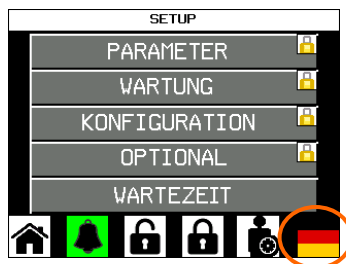 SETUP
PARAMETER
WARTUNG
KONFIGURATION
OPTIONAL
WARTEZEIT